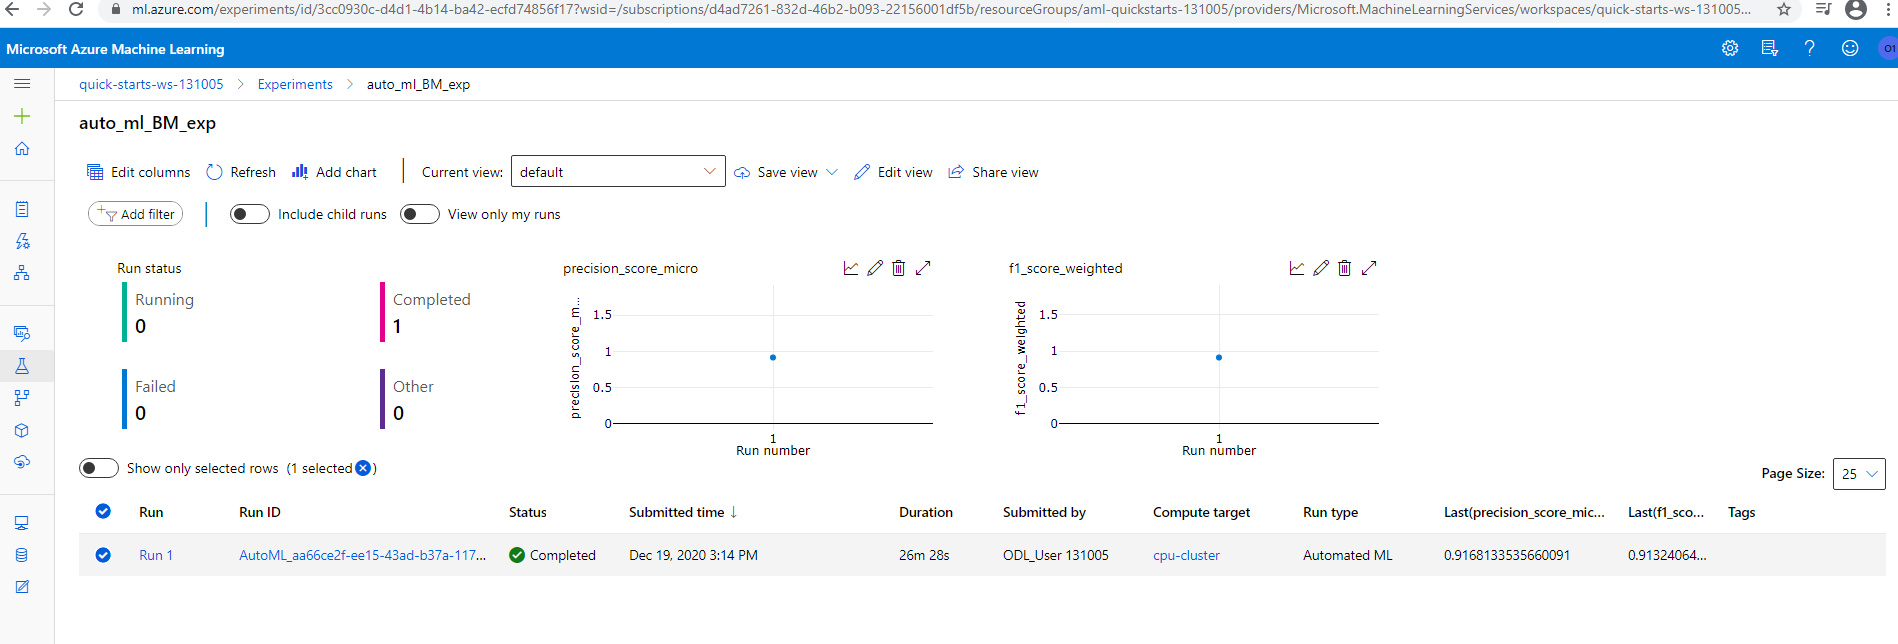 ml.azure.com/experiments/id/3cc0930c-d4d1-4b14-ba42-ecfd74856f17?wsid=/subscriptions/d4ad7261-832d-46b2-b093-22156001df5b/resourceGroups/aml-quickstarts-131005/providers/Microsoft.MachineLearningServices/workspaces/quick-starts-ws-131005...
Microsoft Azure Machine Learning
O1
quick-starts-ws-131005 > Experiments > auto_ml_BM_exp
auto_ml_BM_exp
Edit columns Refresh Add chart Current view: default Save view Edit view Share view
Add filter Include child runs View only my runs
Run status
Running
0
Completed
1
Failed
0
Other
0
precision_score_micro
precision_score_m...
1.5
1
0.5
0
1
Run number
f1_score_weighted
f1_score_weighted
1.5
1
0.5
0
1
Run number
Show only selected rows (1 selected )
Page Size: 25
Run Run ID Status Submitted time ↓ Duration Submitted by Compute target Run type Last(precision_score_mic... Last(f1_sco... Tags
Run 1 AutoML_aa66ce2f-ee15-43ad-b37a-117... Completed Dec 19, 2020 3:14 PM 26m 28s ODL_User 131005 cpu-cluster Automated ML 0.9168133535660091 0.91324064...